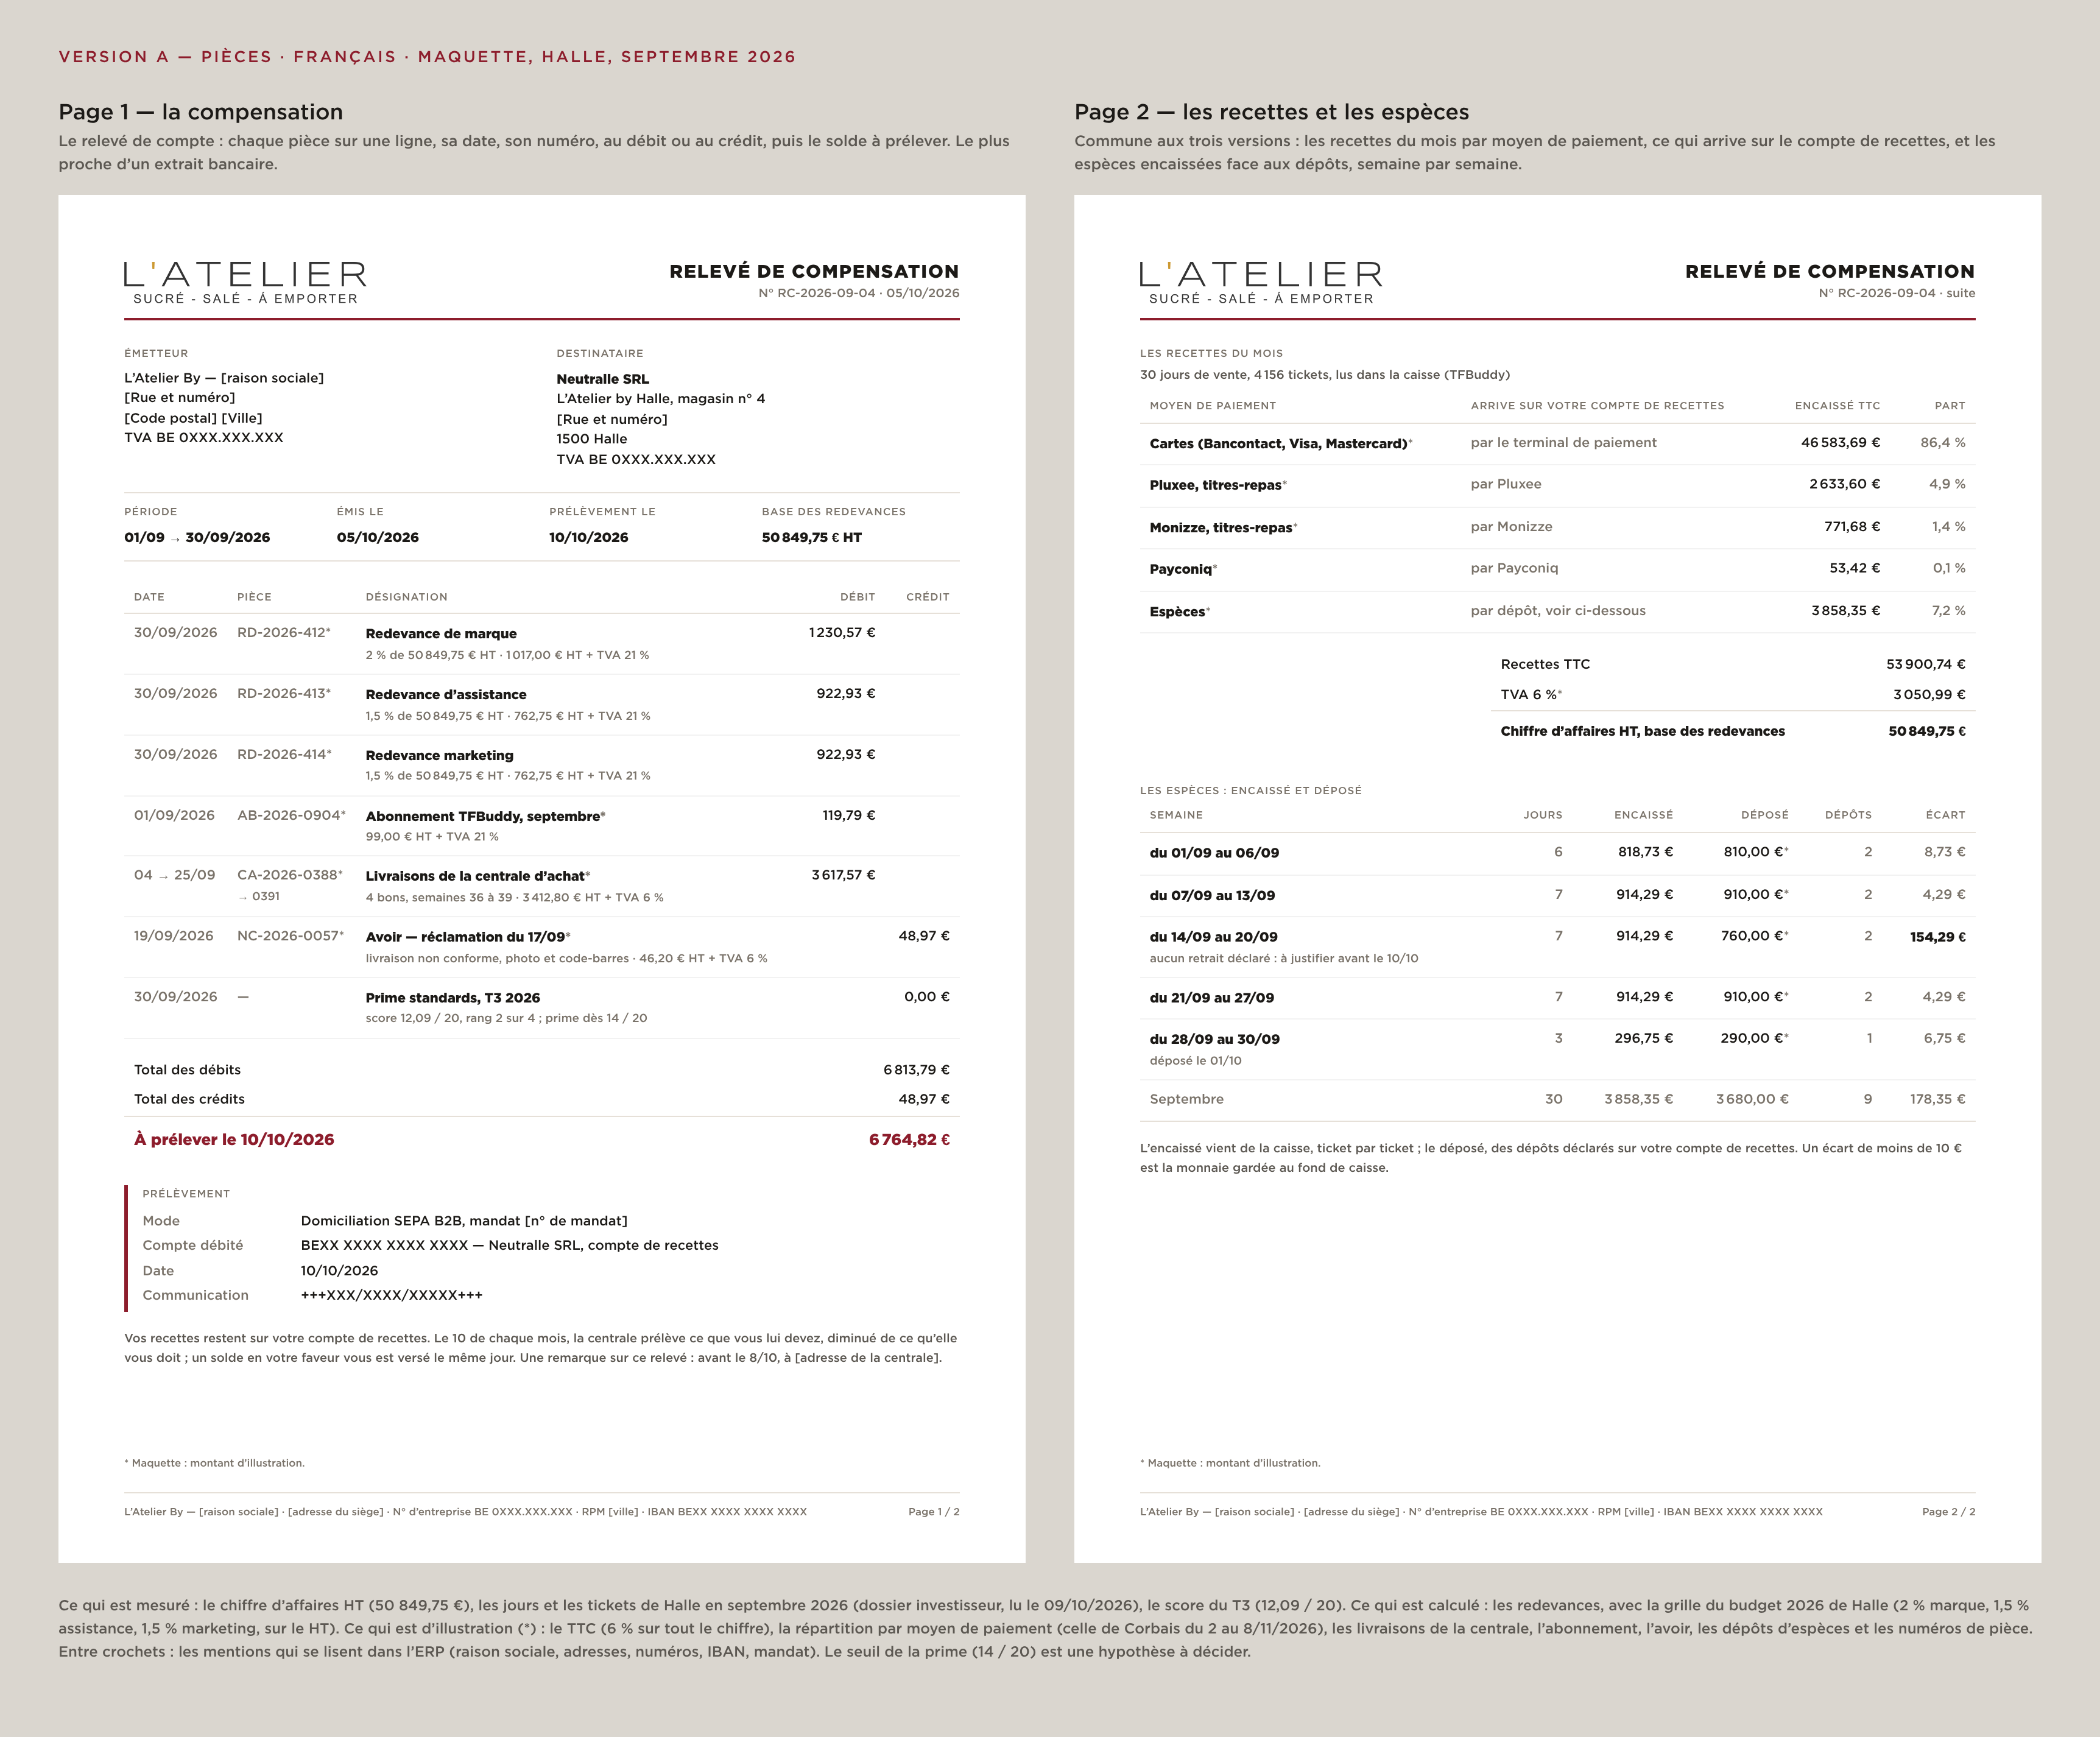 VERSION A — PIÈCES · FRANÇAIS · MAQUETTE, HALLE, SEPTEMBRE 2026
Page 1 — la compensation
Le relevé de compte : chaque pièce sur une ligne, sa date, son numéro, au débit ou au crédit, puis le solde à prélever. Le plus
proche d’un extrait bancaire.
L'ATELIER
SUCRÉ - SALÉ - Á EMPORTER
RELEVÉ DE COMPENSATION
N° RC-2026-09-04 · 05/10/2026
ÉMETTEUR
L’Atelier By — [raison sociale]
[Rue et numéro]
[Code postal] [Ville]
TVA BE 0XXX.XXX.XXX
DESTINATAIRE
Neutralle SRL
L’Atelier by Halle, magasin n° 4
[Rue et numéro]
1500 Halle
TVA BE 0XXX.XXX.XXX
PÉRIODE ÉMIS LE PRÉLÈVEMENT LE BASE DES REDEVANCES
01/09 → 30/09/2026 05/10/2026 10/10/2026 50 849,75 € HT
DATE PIÈCE DÉSIGNATION DÉBIT CRÉDIT
30/09/2026 RD-2026-412* Redevance de marque 1 230,57 €
2 % de 50 849,75 € HT · 1 017,00 € HT + TVA 21 %
30/09/2026 RD-2026-413* Redevance d’assistance 922,93 €
1,5 % de 50 849,75 € HT · 762,75 € HT + TVA 21 %
30/09/2026 RD-2026-414* Redevance marketing 922,93 €
1,5 % de 50 849,75 € HT · 762,75 € HT + TVA 21 %
01/09/2026 AB-2026-0904* Abonnement TFBuddy, septembre* 119,79 €
99,00 € HT + TVA 21 %
04 → 25/09 CA-2026-0388* Livraisons de la centrale d’achat* 3 617,57 €
→ 0391 4 bons, semaines 36 à 39 · 3 412,80 € HT + TVA 6 %
19/09/2026 NC-2026-0057* Avoir — réclamation du 17/09* 48,97 €
livraison non conforme, photo et code-barres · 46,20 € HT + TVA 6 %
30/09/2026 — Prime standards, T3 2026 0,00 €
score 12,09 / 20, rang 2 sur 4 ; prime dès 14 / 20
Total des débits 6 813,79 €
Total des crédits 48,97 €
À prélever le 10/10/2026 6 764,82 €
PRÉLÈVEMENT
Mode Domiciliation SEPA B2B, mandat [n° de mandat]
Compte débité BEXX XXXX XXXX XXXX — Neutralle SRL, compte de recettes
Date 10/10/2026
Communication +++XXX/XXXX/XXXXX+++
Vos recettes restent sur votre compte de recettes. Le 10 de chaque mois, la centrale prélève ce que vous lui devez, diminué de ce qu’elle
vous doit ; un solde en votre faveur vous est versé le même jour. Une remarque sur ce relevé : avant le 8/10, à [adresse de la centrale].
* Maquette : montant d’illustration.
L’Atelier By — [raison sociale] · [adresse du siège] · N° d’entreprise BE 0XXX.XXX.XXX · RPM [ville] · IBAN BEXX XXXX XXXX XXXX Page 1 / 2
Page 2 — les recettes et les espèces
Commune aux trois versions : les recettes du mois par moyen de paiement, ce qui arrive sur le compte de recettes, et les
espèces encaissées face aux dépôts, semaine par semaine.
L'ATELIER
SUCRÉ - SALÉ - Á EMPORTER
RELEVÉ DE COMPENSATION
N° RC-2026-09-04 · suite
LES RECETTES DU MOIS
30 jours de vente, 4 156 tickets, lus dans la caisse (TFBuddy)
MOYEN DE PAIEMENT ARRIVE SUR VOTRE COMPTE DE RECETTES ENCAISSÉ TTC PART
Cartes (Bancontact, Visa, Mastercard)* par le terminal de paiement 46 583,69 € 86,4 %
Pluxee, titres-repas* par Pluxee 2 633,60 € 4,9 %
Monizze, titres-repas* par Monizze 771,68 € 1,4 %
Payconiq* par Payconiq 53,42 € 0,1 %
Espèces* par dépôt, voir ci-dessous 3 858,35 € 7,2 %
Recettes TTC 53 900,74 €
TVA 6 %* 3 050,99 €
Chiffre d’affaires HT, base des redevances 50 849,75 €
LES ESPÈCES : ENCAISSÉ ET DÉPOSÉ
SEMAINE JOURS ENCAISSÉ DÉPOSÉ DÉPÔTS ÉCART
du 01/09 au 06/09 6 818,73 € 810,00 €* 2 8,73 €
du 07/09 au 13/09 7 914,29 € 910,00 €* 2 4,29 €
du 14/09 au 20/09 7 914,29 € 760,00 €* 2 154,29 €
aucun retrait déclaré : à justifier avant le 10/10
du 21/09 au 27/09 7 914,29 € 910,00 €* 2 4,29 €
du 28/09 au 30/09 3 296,75 € 290,00 €* 1 6,75 €
déposé le 01/10
Septembre 30 3 858,35 € 3 680,00 € 9 178,35 €
L’encaissé vient de la caisse, ticket par ticket ; le déposé, des dépôts déclarés sur votre compte de recettes. Un écart de moins de 10 €
est la monnaie gardée au fond de caisse.
* Maquette : montant d’illustration.
L’Atelier By — [raison sociale] · [adresse du siège] · N° d’entreprise BE 0XXX.XXX.XXX · RPM [ville] · IBAN BEXX XXXX XXXX XXXX Page 2 / 2
Ce qui est mesuré : le chiffre d’affaires HT (50 849,75 €), les jours et les tickets de Halle en septembre 2026 (dossier investisseur, lu le 09/10/2026), le score du T3 (12,09 / 20). Ce qui est calculé : les redevances, avec la grille du budget 2026 de Halle (2 % marque, 1,5 %
assistance, 1,5 % marketing, sur le HT). Ce qui est d’illustration (*) : le TTC (6 % sur tout le chiffre), la répartition par moyen de paiement (celle de Corbais du 2 au 8/11/2026), les livraisons de la centrale, l’abonnement, l’avoir, les dépôts d’espèces et les numéros de pièce.
Entre crochets : les mentions qui se lisent dans l’ERP (raison sociale, adresses, numéros, IBAN, mandat). Le seuil de la prime (14 / 20) est une hypothèse à décider.